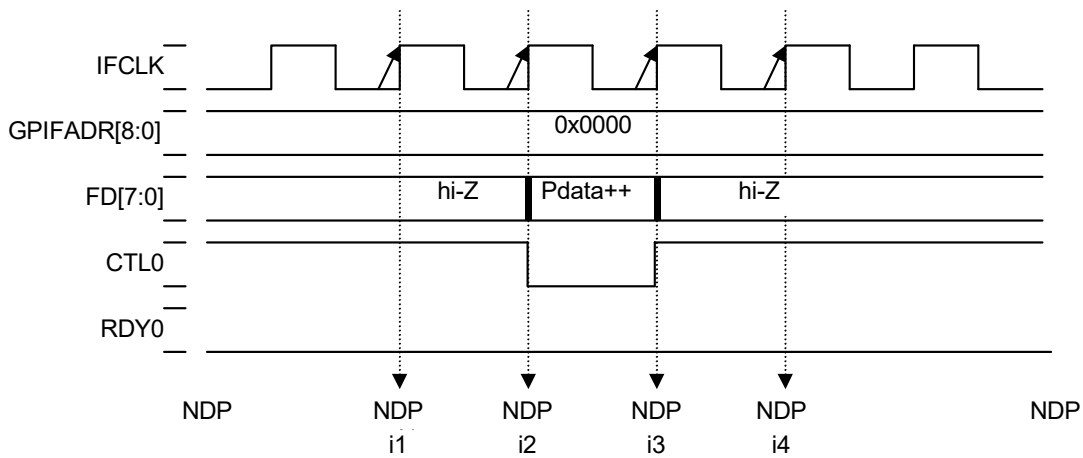 IFCLK
GPIFADR[8:0]
0x0000
FD[7:0]
hi-Z Pdata++ hi-Z
CTL0
RDY0
NDP NDP NDP NDP NDP NDP
i1 i2 i3 i4